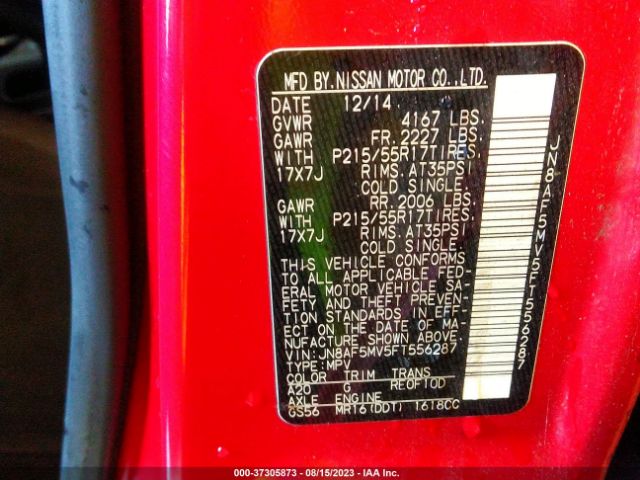 MFD BY.NISSAN MOTOR CO.,LTD.
DATE 12/14
GVWR 4167 LBS.
GAWR FR. 2227 LBS.
WITH P215/55R17TIRES.
17X7J RIMS.AT35PSI
COLD SINGLE.
GAWR RR. 2006 LBS.
WITH P215/55R17TIRES.
17X7J RIMS.AT35PSI
COLD SINGLE.
THIS VEHICLE CONFORMS
TO ALL APPLICABLE FED-
ERAL MOTOR VEHICLE SA-
FETY AND THEFT PREVEN-
TION STANDARDS IN EFF-
ECT ON THE DATE OF MA-
NUFACTURE SHOWN ABOVE.
VIN:JN8AF5MV5FT556287
TYPE:MPV
COLOR TRIM TRANS
A20 G RE0F10D
AXLE ENGINE
GS56 MR16(DDT) 1618CC
JN8AF5MV5FT556287
000-37305873 - 08/15/2023 - IAA Inc.